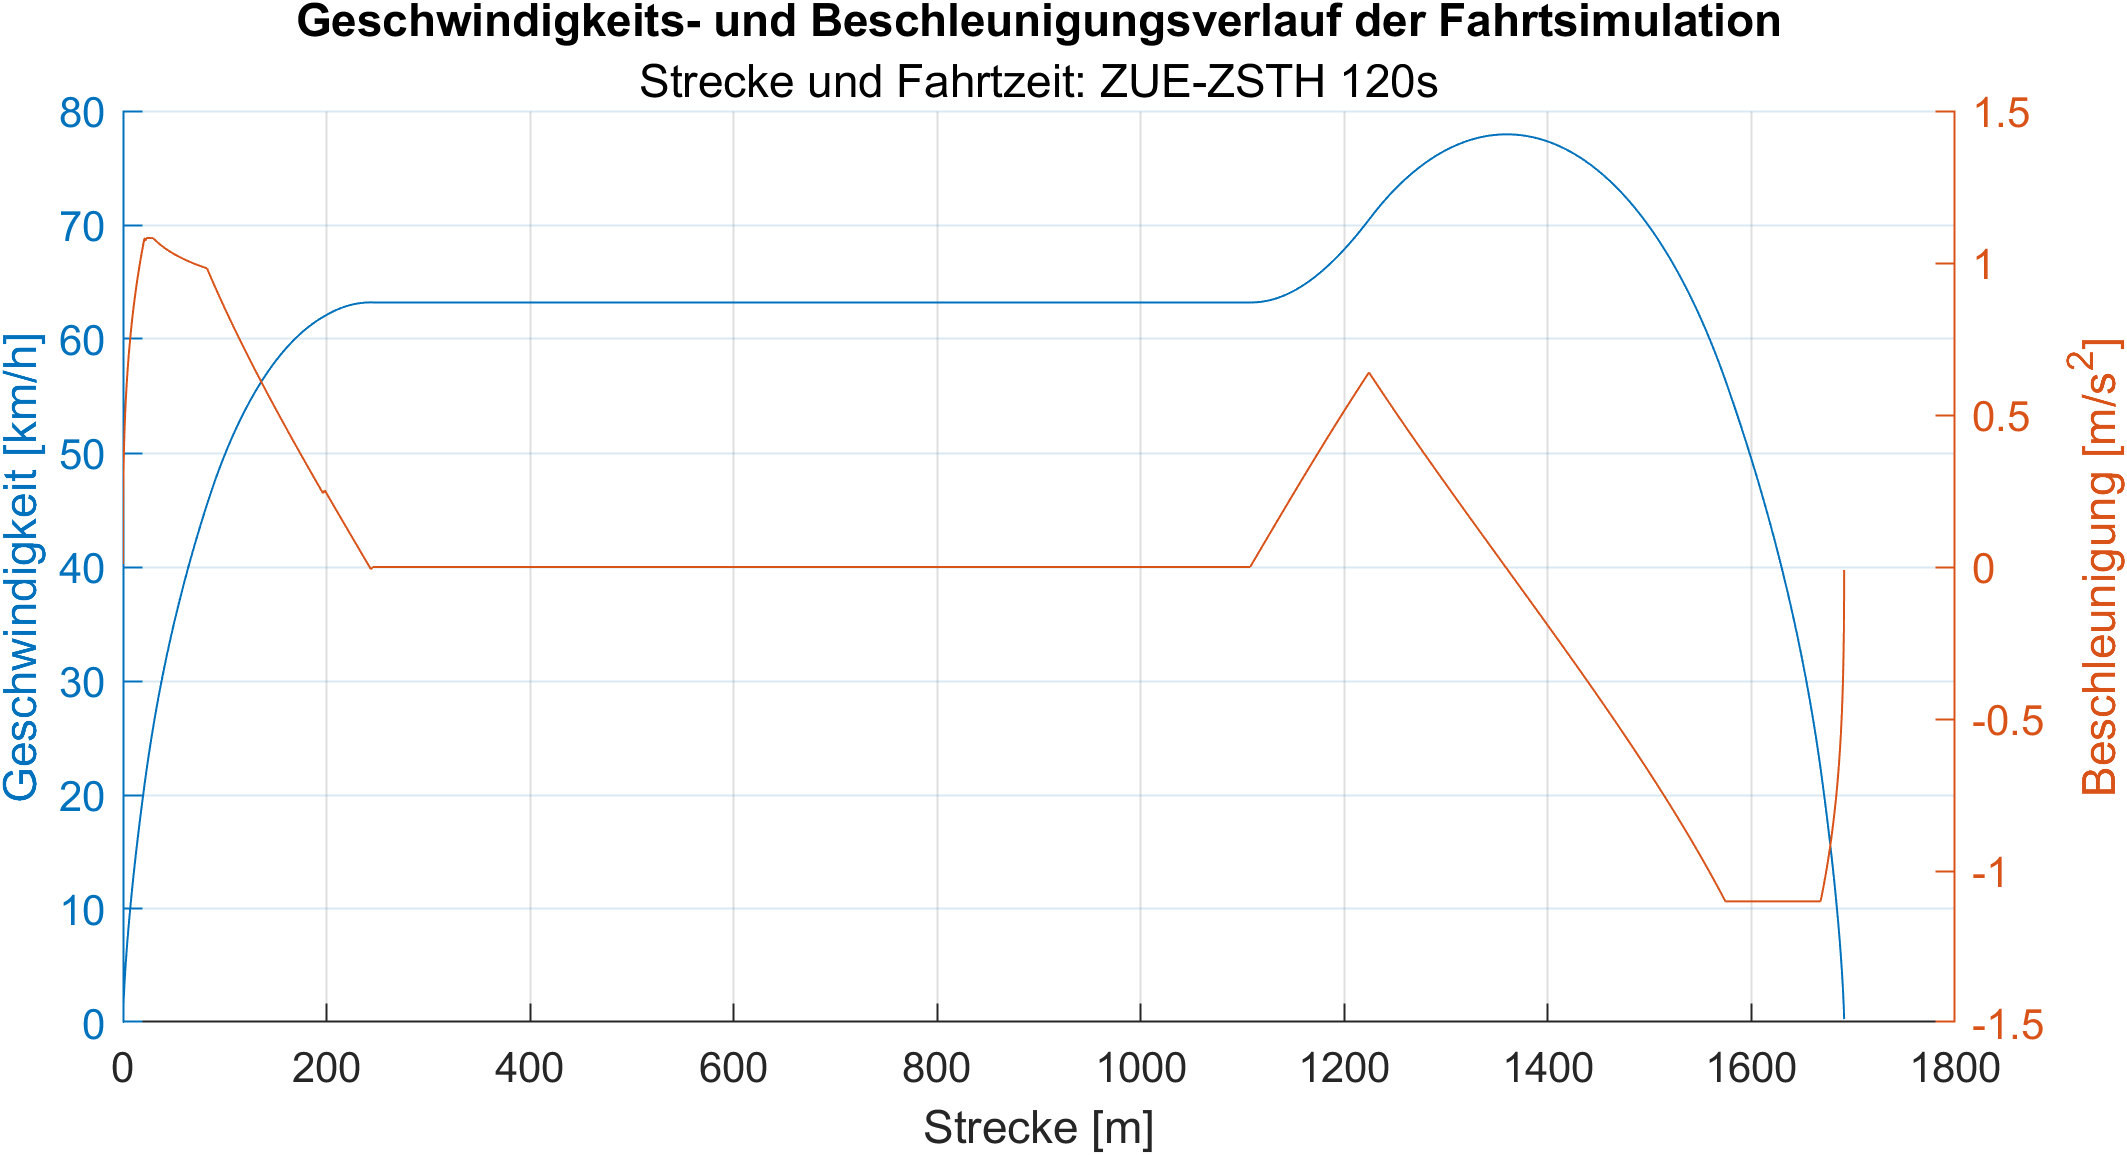 Geschwindigkeits- und Beschleunigungsverlauf der Fahrtsimulation
Strecke und Fahrtzeit: ZUE-ZSTH 120s
Geschwindigkeit [km/h]
80
70
60
50
40
30
20
10
0
0 200 400 600 800 1000 1200 1400 1600 1800
Strecke [m]
1.5
1
0.5
0
-0.5
-1
-1.5
Beschleunigung [m/s²]